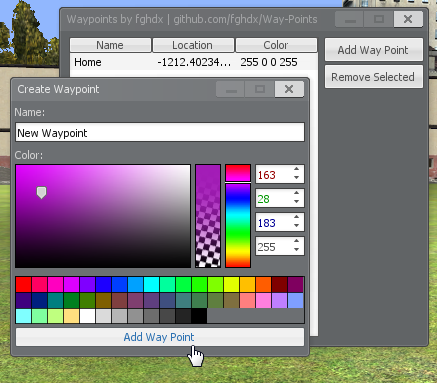 Waypoints by fghdx | github.com/fghdx/Way-Points
Name Location Color
Home -1212.40234... 255 0 0 255
Add Way Point
Remove Selected
Create Waypoint
Name:
New Waypoint
Color:
163
28
183
255
Add Way Point